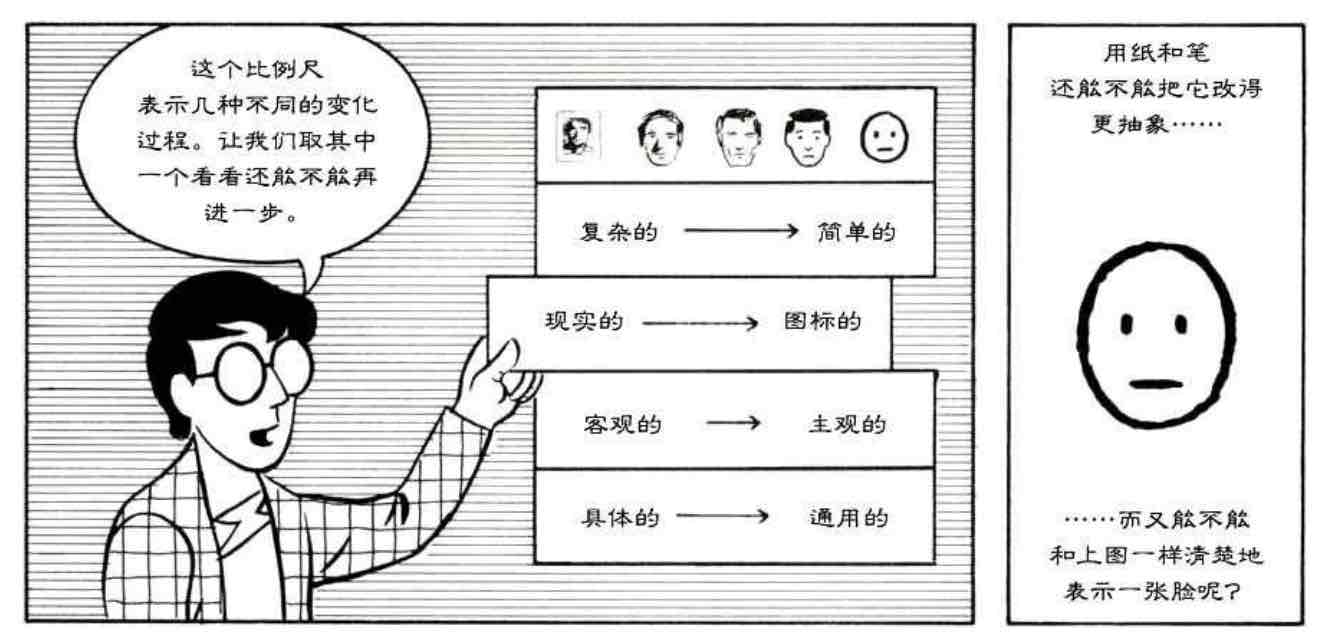 这个比例尺
表示几种不同的变化
过程。让我们取其中
一个看看还能不能再
进一步。
复杂的 → 简单的
现实的 → 图标的
客观的 → 主观的
具体的 → 通用的
用纸和笔
还能不能把它改得
更抽象……
……而又能不能
和上图一样清楚地
表示一张脸呢?